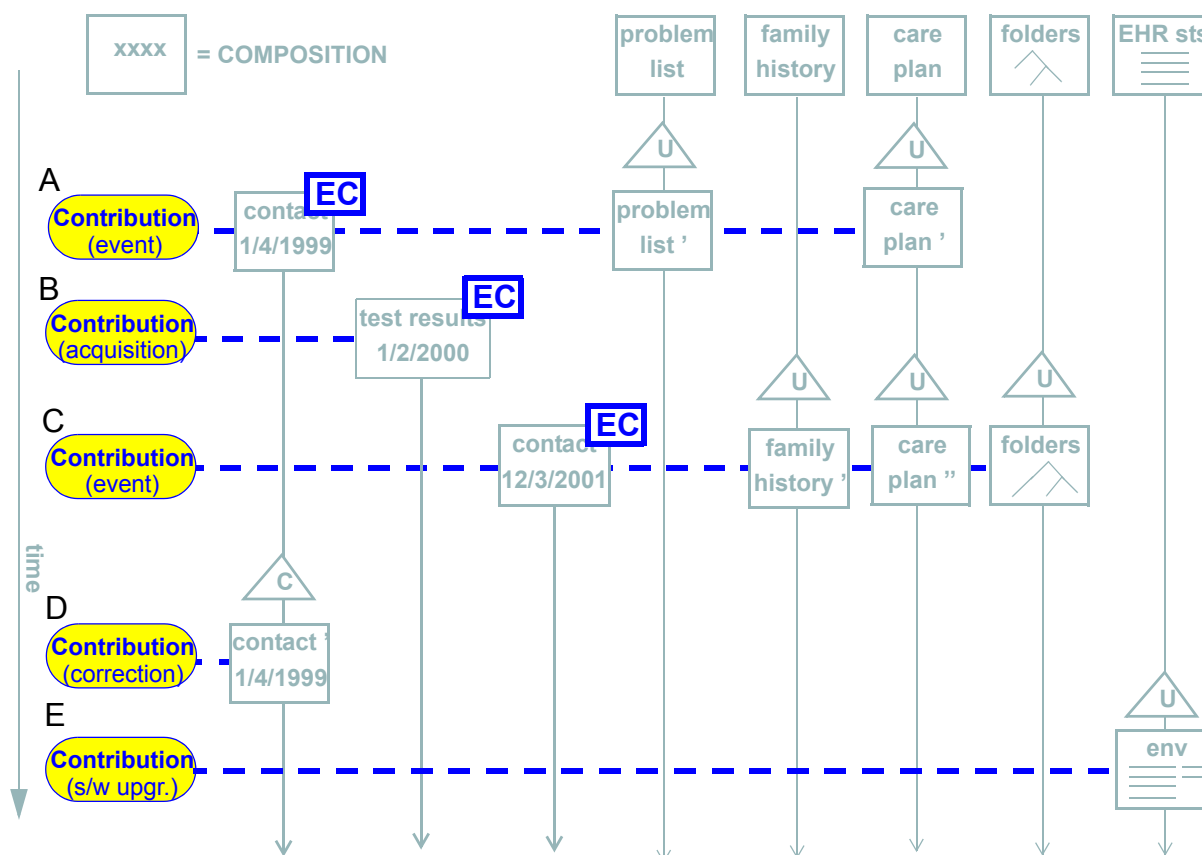 xxxx
= COMPOSITION
problem
list
family
history
care
plan
folders
EHR sts
U
U
A
Contribution
(event)
contact
1/4/1999
EC
problem
list ’
care
plan ’
B
Contribution
(acquisition)
test results
1/2/2000
EC
U
U
U
C
Contribution
(event)
contact
12/3/2001
EC
family
history ’
care
plan ’’
folders
time
C
D
Contribution
(correction)
contact ’
1/4/1999
U
E
Contribution
(s/w upgr.)
env